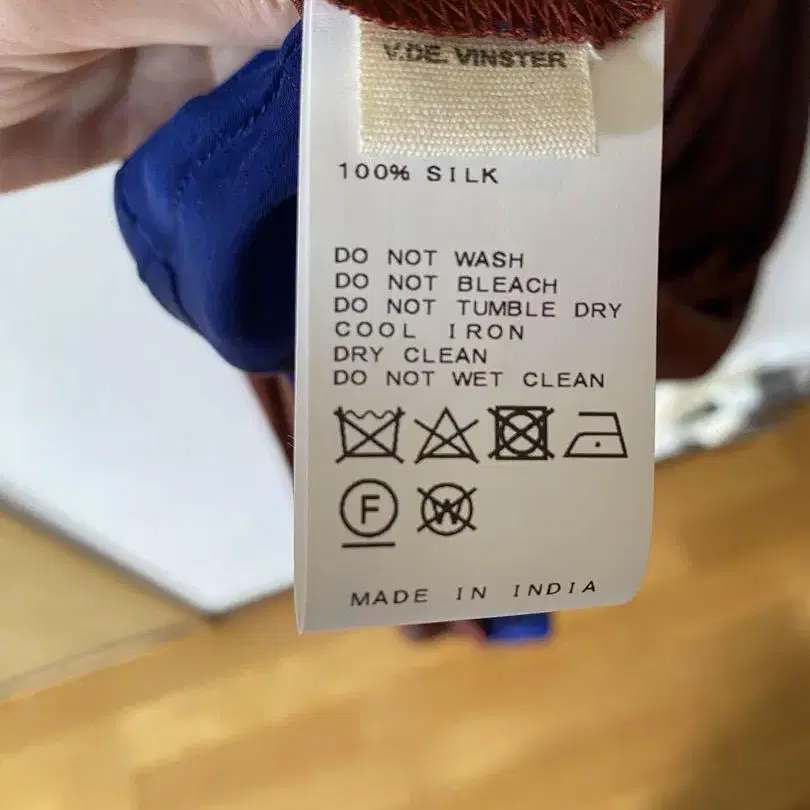 V.DE. VINSTER
100% SILK
DO NOT WASH
DO NOT BLEACH
DO NOT TUMBLE DRY
COOL IRON
DRY CLEAN
DO NOT WET CLEAN
F
W
MADE IN INDIA